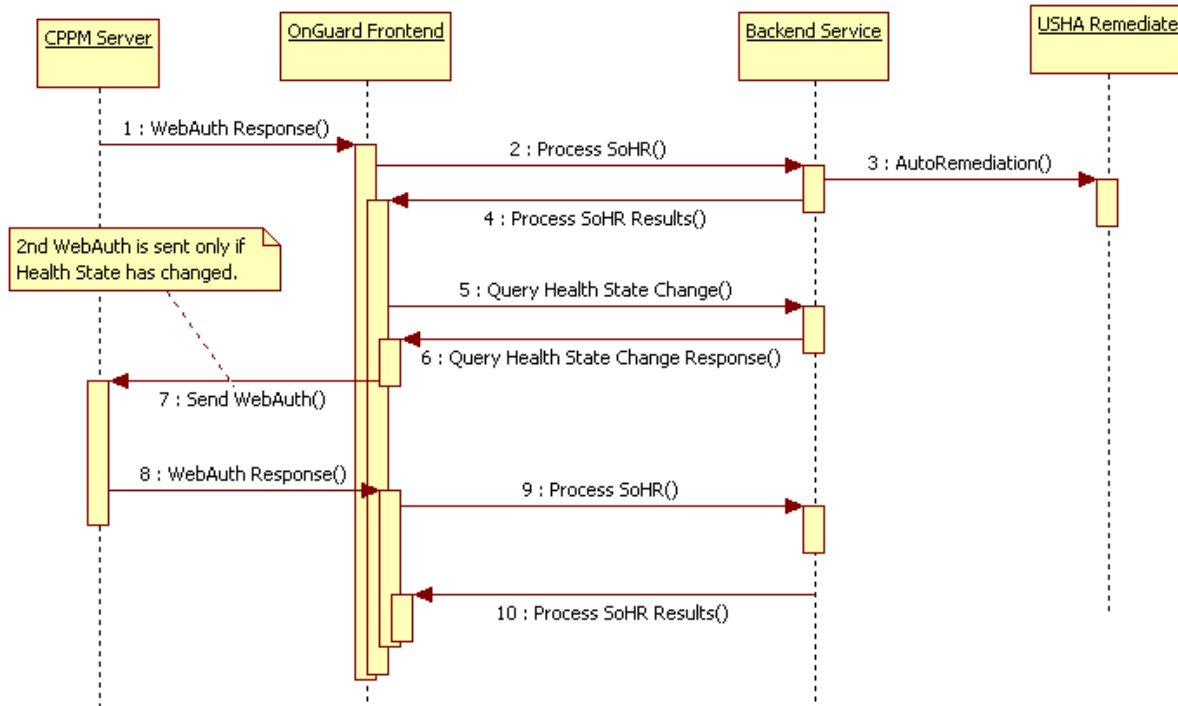 CPPM Server
OnGuard Frontend
Backend Service
USHA Remediate
1 : WebAuth Response()
2 : Process SoHR()
3 : AutoRemediation()
4 : Process SoHR Results()
2nd WebAuth is sent only if
Health State has changed.
5 : Query Health State Change()
6 : Query Health State Change Response()
7 : Send WebAuth()
8 : WebAuth Response()
9 : Process SoHR()
10 : Process SoHR Results()